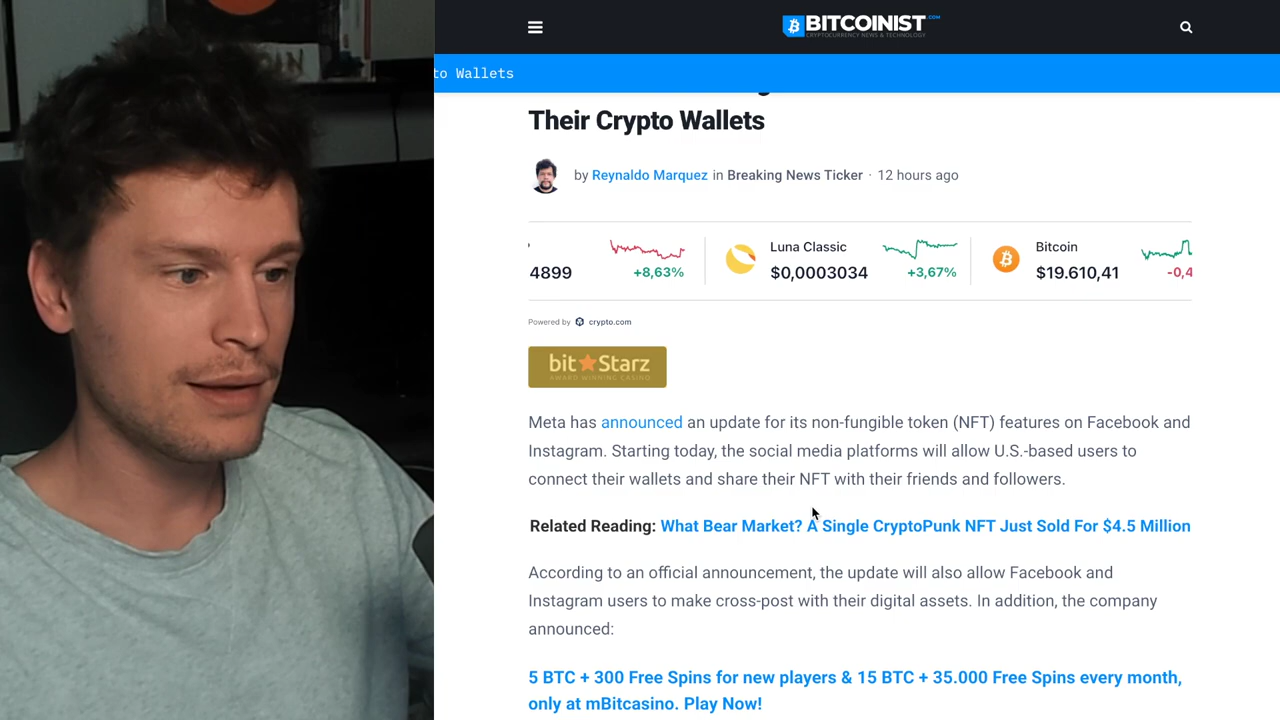 BITCOINIST.COM
CRYPTOCURRENCY NEWS & TECHNOLOGY
to Wallets
Their Crypto Wallets
by Reynaldo Marquez in Breaking News Ticker · 12 hours ago
4899
+8,63%
Luna Classic
$0,0003034
+3,67%
Bitcoin
$19.610,41
-0,4
Powered by crypto.com
bit Starz
AWARD WINNING CASINO
Meta has announced an update for its non-fungible token (NFT) features on Facebook and
Instagram. Starting today, the social media platforms will allow U.S.-based users to
connect their wallets and share their NFT with their friends and followers.
Related Reading: What Bear Market? A Single CryptoPunk NFT Just Sold For $4.5 Million
According to an official announcement, the update will also allow Facebook and
Instagram users to make cross-post with their digital assets. In addition, the company
announced:
5 BTC + 300 Free Spins for new players & 15 BTC + 35.000 Free Spins every month,
only at mBitcasino. Play Now!